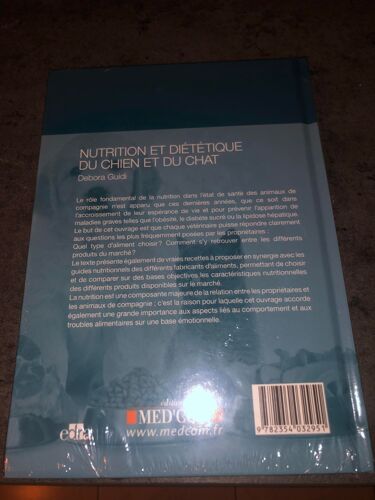 NUTRITION ET DIÉTÉTIQUE
DU CHIEN ET DU CHAT
Debora Guidi
Le rôle fondamental de la nutrition dans l'état de santé des animaux de
compagnie n'est apparu que ces dernières années, que ce soit dans
l'accroissement de leur espérance de vie et pour prévenir l'apparition de
maladies graves telles que l'obésité, le diabète sucré ou la lipidose hépatique.
Le but de cet ouvrage est que chaque vétérinaire puisse répondre clairement
aux questions les plus fréquemment posées par les propriétaires :
Quel type d'aliment choisir? Comment s'y retrouver entre les différents
produits du marché?
Le texte présente également de vraies recettes à proposer en synergie avec les
guides nutritionnels des différents fabricants d'aliments, permettant de choisir
et de comparer sur des bases objectives les caractéristiques nutritionnelles
des différents produits disponibles sur le marché.
La nutrition est une composante majeure de la relation entre les propriétaires et
les animaux de compagnie ; c'est la raison pour laquelle cet ouvrage accorde
également une grande importance aux aspects liés au comportement et aux
troubles alimentaires sur une base émotionnelle.
édition
MED'COM
www.medcom.fr
edra
9 782354 032951